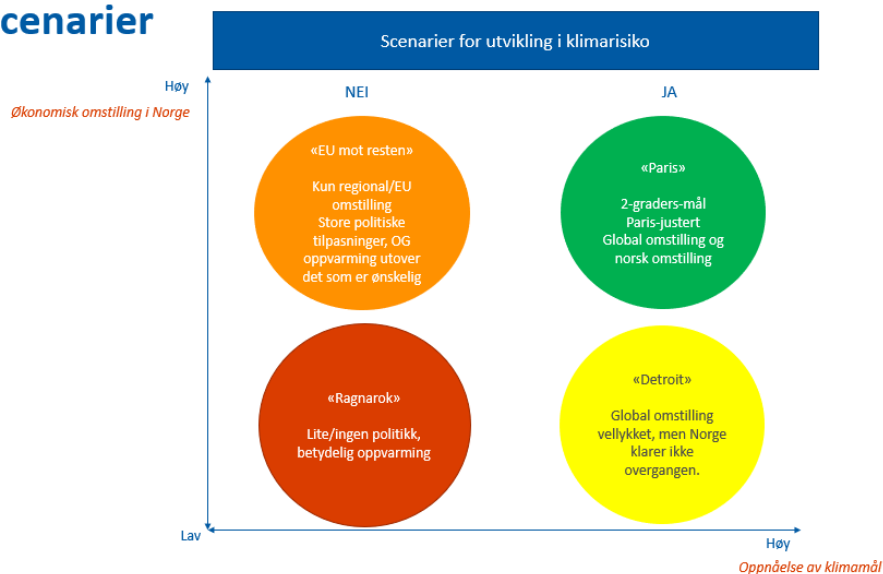 cenarier
Scenarier for utvikling i klimarisiko
Høy
NEI
JA
Økonomisk omstilling i Norge
«EU mot resten»
Kun regional/EU
omstilling
Store politiske
tilpasninger, OG
oppvarming utover
det som er ønskelig
«Paris»
2-graders-mål
Paris-justert
Global omstilling og
norsk omstilling
«Ragnarok»
Lite/ingen politikk,
betydelig oppvarming
«Detroit»
Global omstilling
vellykket, men Norge
klarer ikke
overgangen.
Lav
Høy
Oppnåelse av klimamål